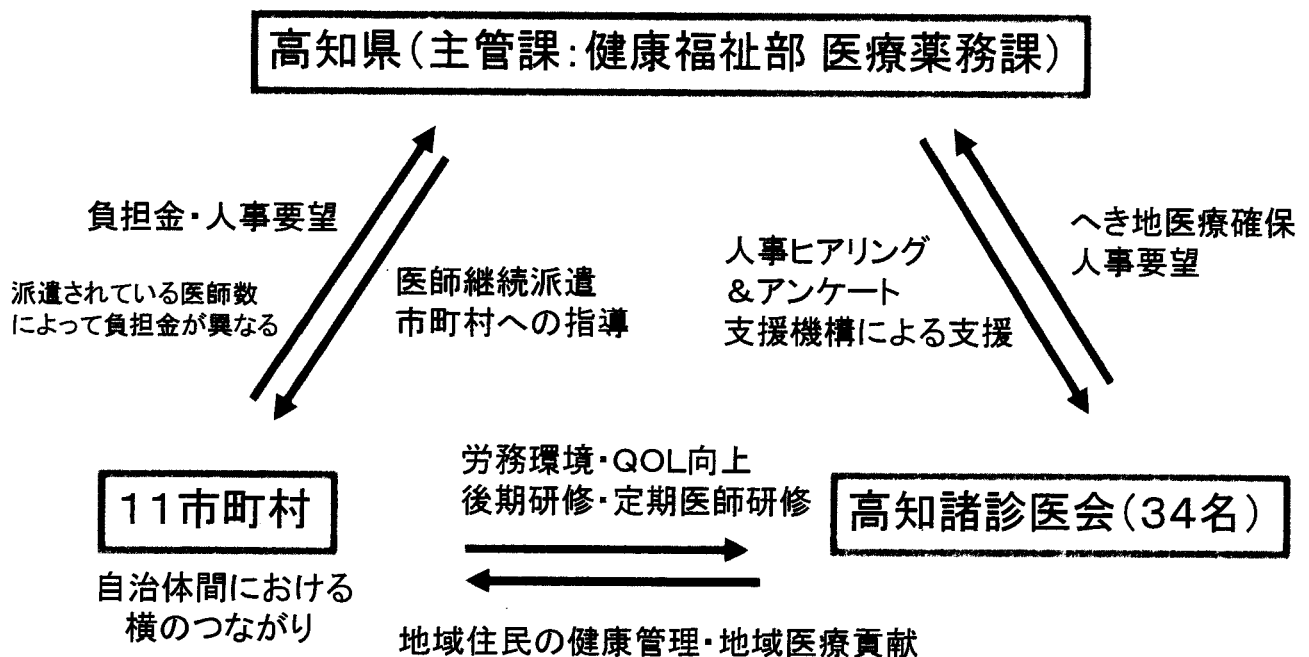 高知県（主管課：健康福祉部 医療薬務課）
負担金・人事要望
派遣されている医師数
によって負担金が異なる
医師継続派遣
市町村への指導
人事ヒアリング
＆アンケート
支援機構による支援
へき地医療確保
人事要望
11市町村
自治体間における
横のつながり
労務環境・QOL向上
後期研修・定期医師研修
高知諸診医会（34名）
地域住民の健康管理・地域医療貢献